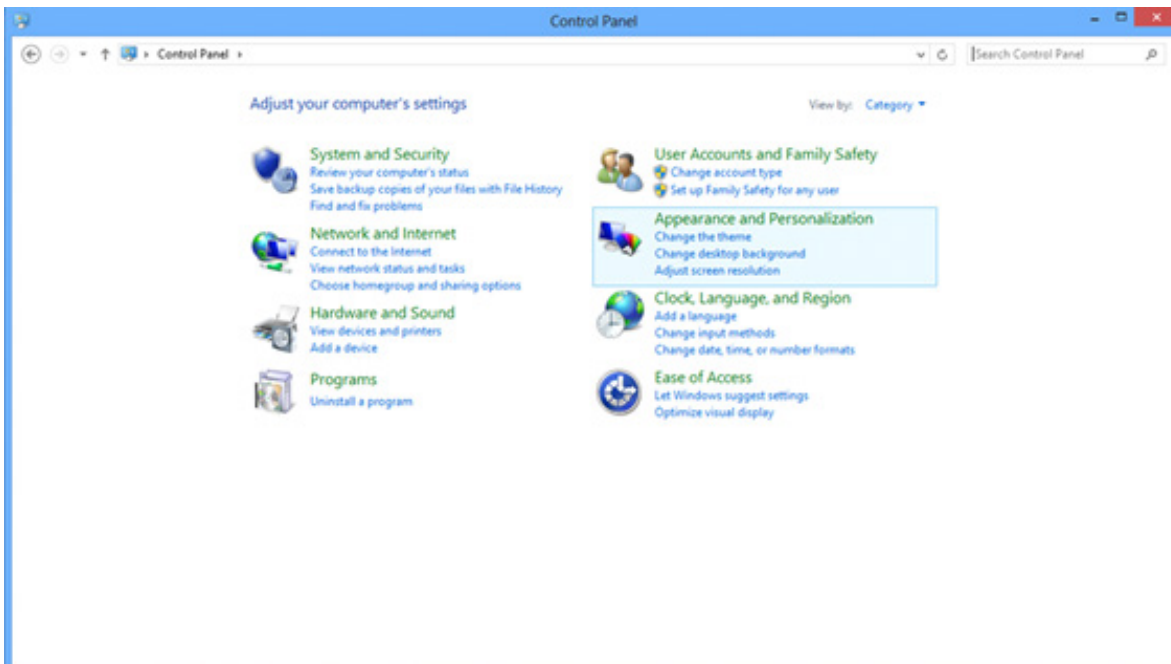 Control Panel
Control Panel
Search Control Panel
Adjust your computer's settings
View by: Category
System and Security
Review your computer's status
Save backup copies of your files with File History
Find and fix problems
Network and Internet
Connect to the Internet
View network status and tasks
Choose homegroup and sharing options
Hardware and Sound
View devices and printers
Add a device
Programs
Uninstall a program
User Accounts and Family Safety
Change account type
Set up Family Safety for any user
Appearance and Personalization
Change the theme
Change desktop background
Adjust screen resolution
Clock, Language, and Region
Add a language
Change input methods
Change date, time, or number formats
Ease of Access
Let Windows suggest settings
Optimize visual display